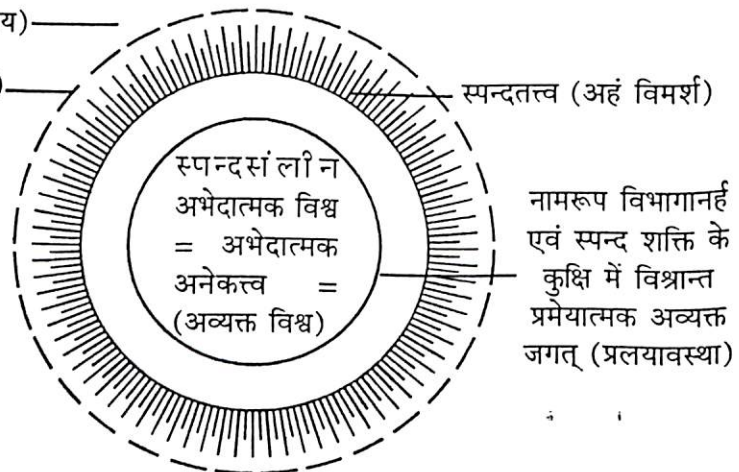 य)
)
स्पन्दतत्त्व (अहं विमर्श)
स्पन्दसंलीन
अभेदात्मक विश्व
= अभेदात्मक
अनेकत्त्व =
(अव्यक्त विश्व)
नामरूप विभागानर्ह
एवं स्पन्द शक्ति के
कुक्षि में विश्रान्त
प्रमेयात्मक अव्यक्त
जगत् (प्रलयावस्था)